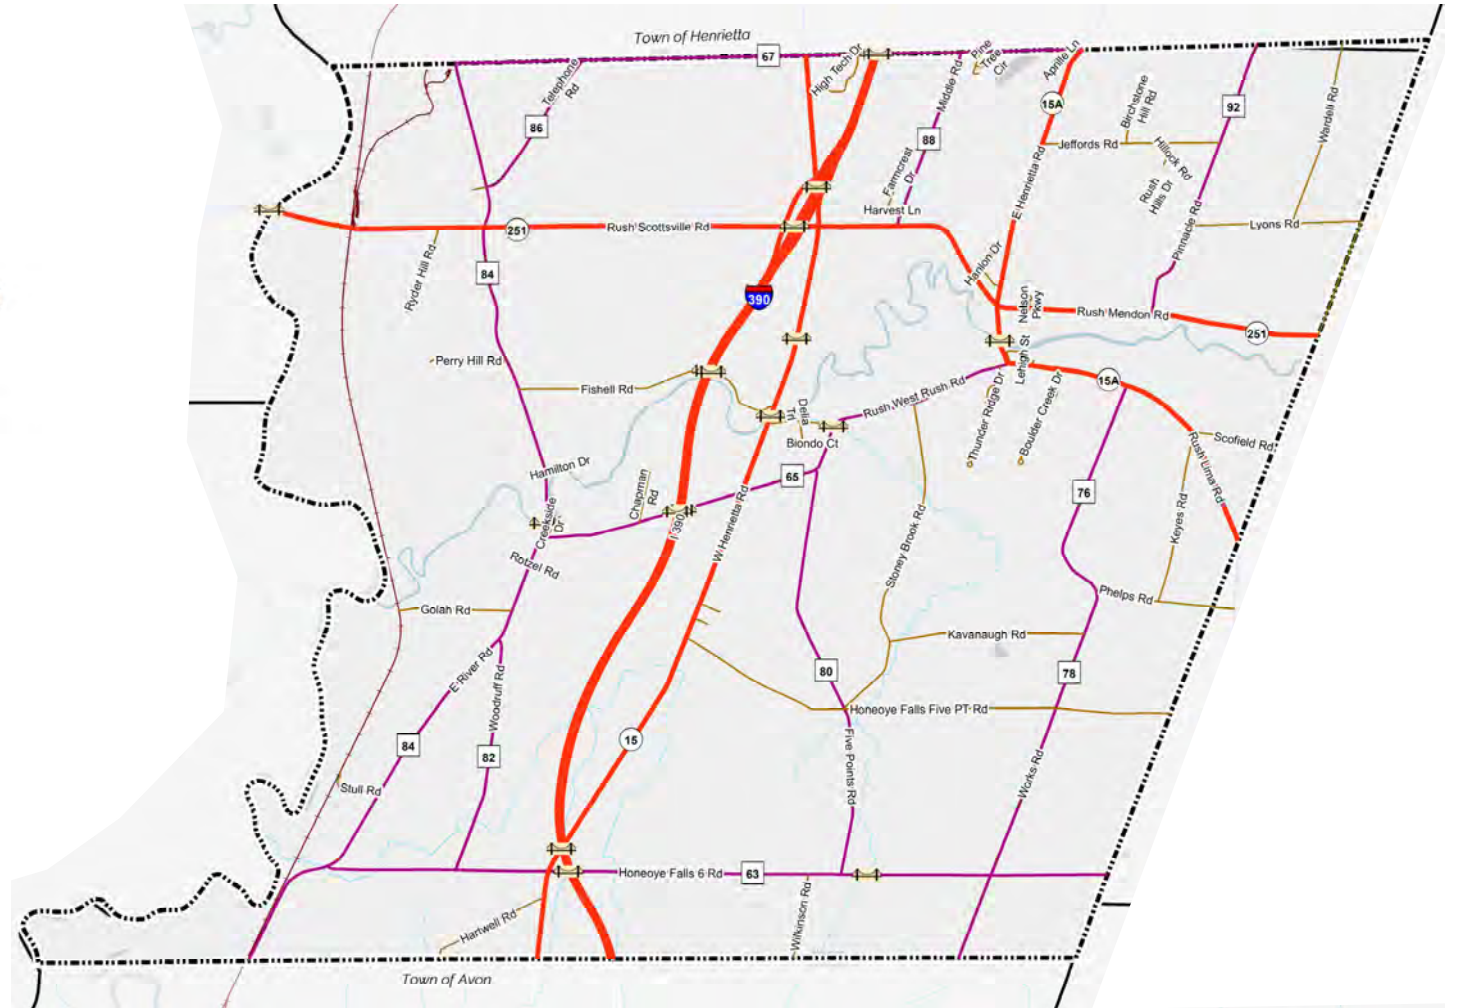 Town of Henrietta
67
High Tech Dr
Pine
Tree
Cir
Aprille Ln
Telephone
Rd
Middle Rd
15A
Birchstone
Hill Rd
92
Wardell Rd
86
88
Jeffords Rd
Hillock Rd
Farmcrest
Dr
E Henrietta Rd
Rush
Hills Dr
Harvest Ln
Pinnacle Rd
251
Rush Scottsville Rd
Lyons Rd
Ryder Hill Rd
84
Hanlon Dr
390
Nelson
Pkwy
Rush Mendon Rd
251
Lehigh St
Perry Hill Rd
Fishell Rd
Rush West Rush Rd
15A
Thunder Ridge Dr
Boulder Creek Dr
Delia
Trl
Biondo Ct
Scofield Rd
Rush Lima Rd
Hamilton Dr
65
Chapman
Rd
76
W Henrietta Rd
Keyes Rd
Creekside
Dr
I 390
Stoney Brook Rd
Rotzel Rd
Phelps Rd
Golah Rd
Kavanaugh Rd
E River Rd
Woodruff Rd
80
78
Honeoye Falls Five PT Rd
15
84
82
Five Points Rd
Works Rd
Stull Rd
Honeoye Falls 6 Rd
63
Wilkinson Rd
Hartwell Rd
Town of Avon